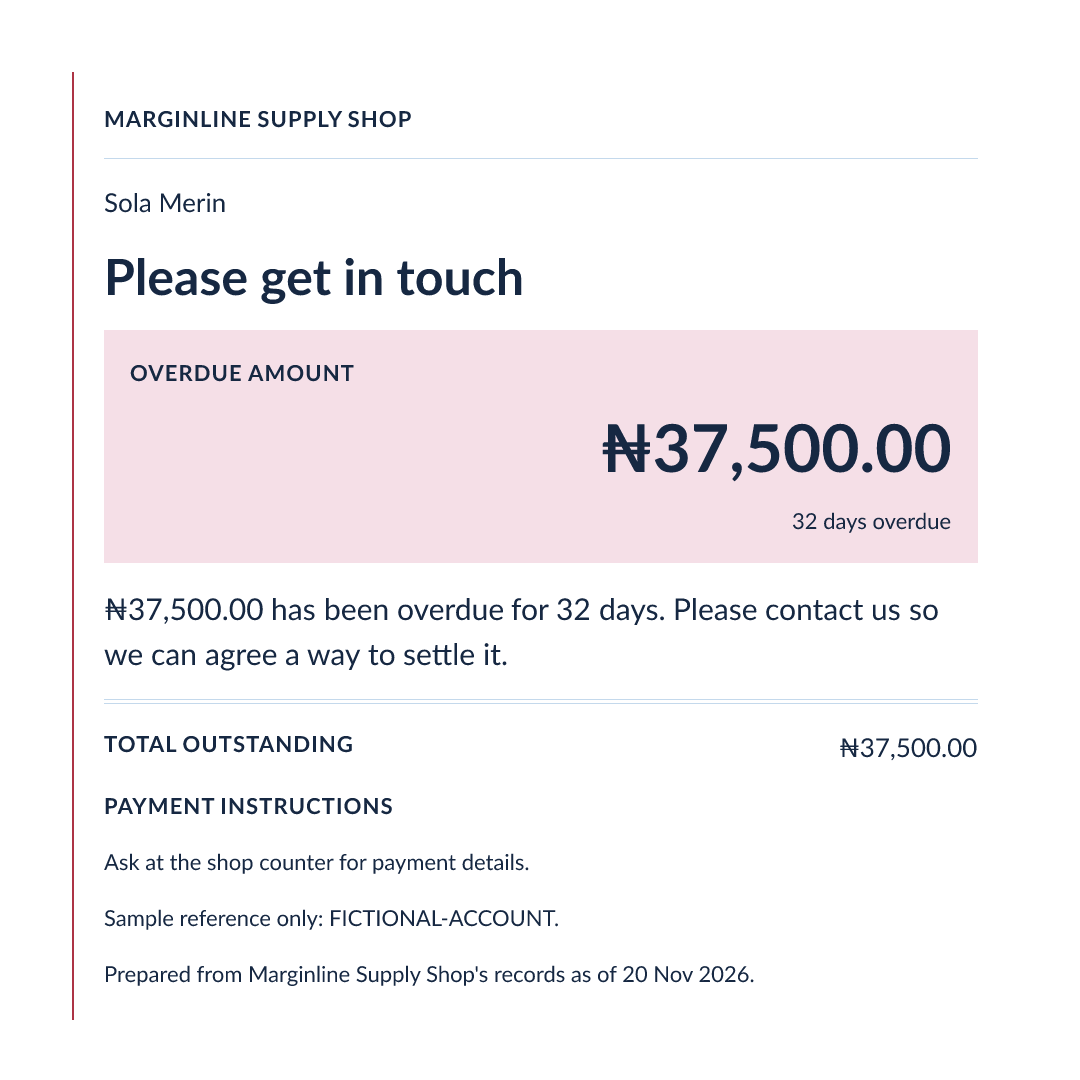 MARGINLINE SUPPLY SHOP
Sola Merin
Please get in touch
OVERDUE AMOUNT
₦37,500.00
32 days overdue
₦37,500.00 has been overdue for 32 days. Please contact us so
we can agree a way to settle it.
TOTAL OUTSTANDING ₦37,500.00
PAYMENT INSTRUCTIONS
Ask at the shop counter for payment details.
Sample reference only: FICTIONAL-ACCOUNT.
Prepared from Marginline Supply Shop's records as of 20 Nov 2026.